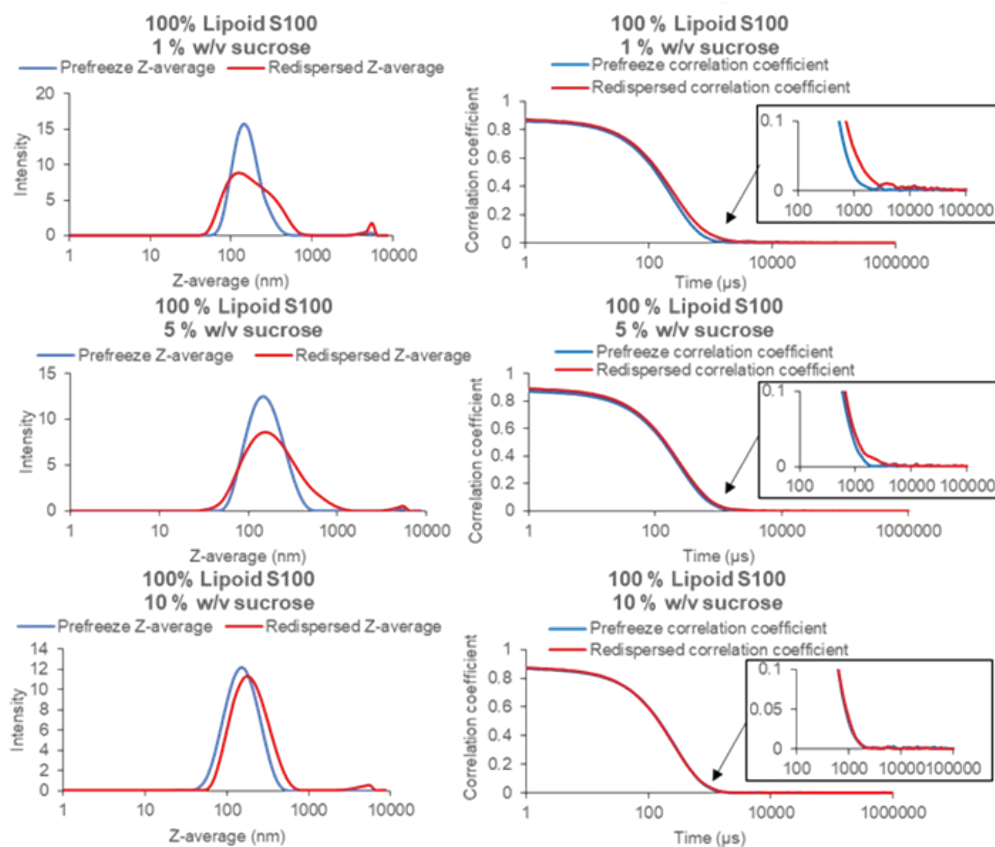 100% Lipoid S100
1 % w/v sucrose
Prefreeze Z-average
Redispersed Z-average
20
15
10
5
0
Intensity
1
10
100
1000
10000
Z-average (nm)
100% Lipoid S100
1 % w/v sucrose
Prefreeze correlation coefficient
Redispersed correlation coefficient
1
0.8
0.6
0.4
0.2
0
Correlation coefficient
1
100
10000
1000000
Time (µs)
0.1
0
100
1000
10000
100000
100 % Lipoid S100
5 % w/v sucrose
Prefreeze Z-average
Redispersed Z-average
15
10
5
0
Intensity
1
10
100
1000
10000
Z-average (nm)
100 % Lipoid S100
5 % w/v sucrose
Prefreeze correlation coefficient
Redispersed correlation coefficient
1
0.8
0.6
0.4
0.2
0
Correlation coefficient
1
100
10000
1000000
Time (µs)
0.1
0
100
1000
10000
100000
100% Lipoid S100
10 % w/v sucrose
Prefreeze Z-average
Redispersed Z-average
14
12
10
8
6
4
2
0
Intensity
1
10
100
1000
10000
Z-average (nm)
100 % Lipoid S100
10 % w/v sucrose
Prefreeze correlation coefficient
Redispersed correlation coefficient
1
0.8
0.6
0.4
0.2
0
Correlation coefficient
1
100
10000
1000000
Time (µs)
0.1
0.05
0
100
1000
10000
100000